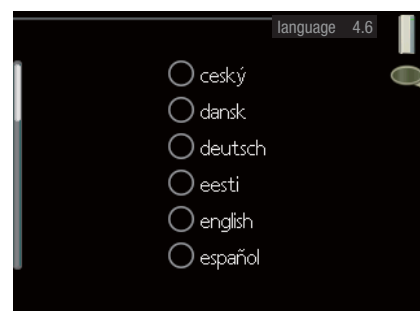 language 4.6
ceský
dansk
deutsch
eesti
english
español